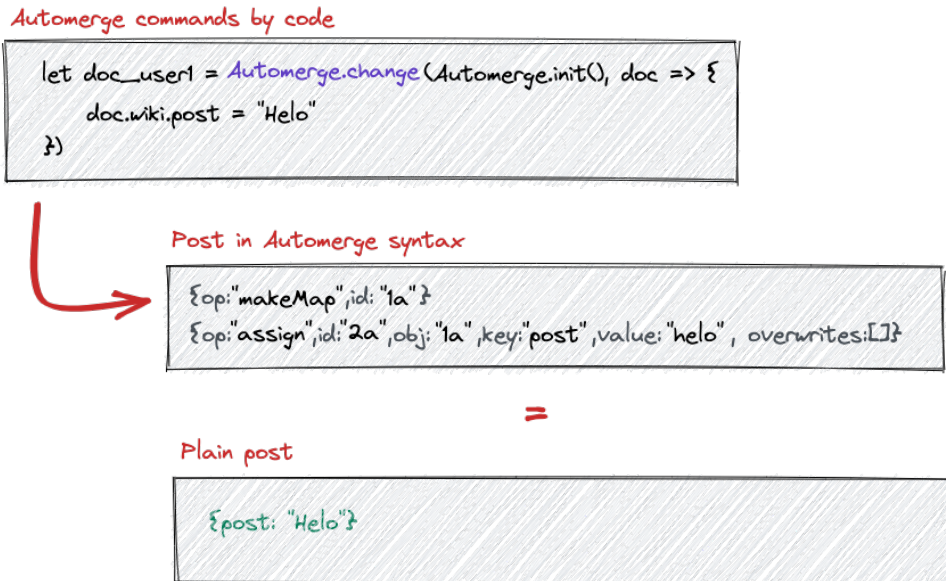 Automerge commands by code
let doc_user1 = Automerge.change(Automerge.init(), doc => {
doc.wiki.post = "Helo"
})
Post in Automerge syntax
{op:"makeMap",id: "1a"}
{op:"assign",id:"2a",obj: "1a",key:"post",value: "helo", overwrites:[]}
=
Plain post
{post: "Helo"}